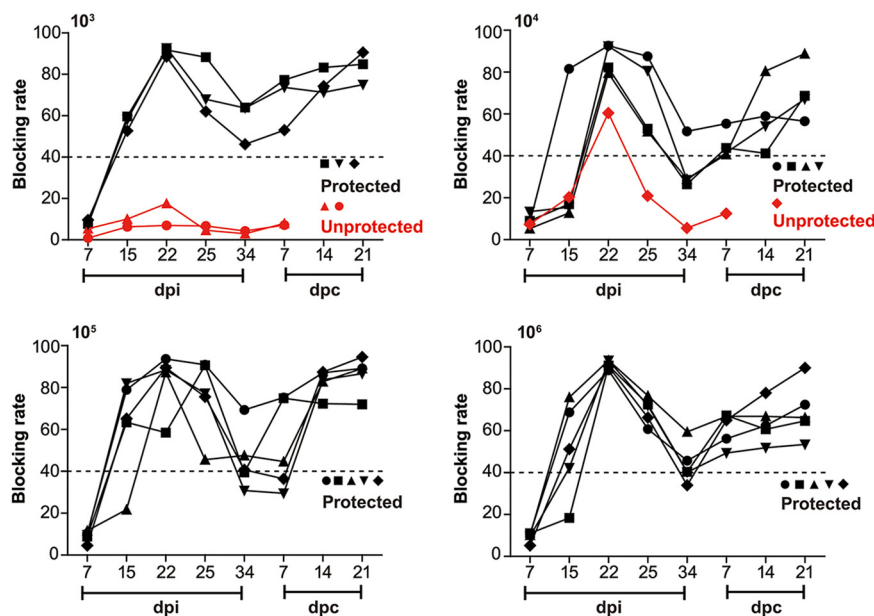 10³
Blocking rate
100
80
60
40
20
0
Protected
Unprotected
7 15 22 25 34 7 14 21
dpi dpc
10⁴
Blocking rate
100
80
60
40
20
0
Protected
Unprotected
7 15 22 25 34 7 14 21
dpi dpc
10⁵
Blocking rate
100
80
60
40
20
0
Protected
7 15 22 25 34 7 14 21
dpi dpc
10⁶
Blocking rate
100
80
60
40
20
0
Protected
7 15 22 25 34 7 14 21
dpi dpc